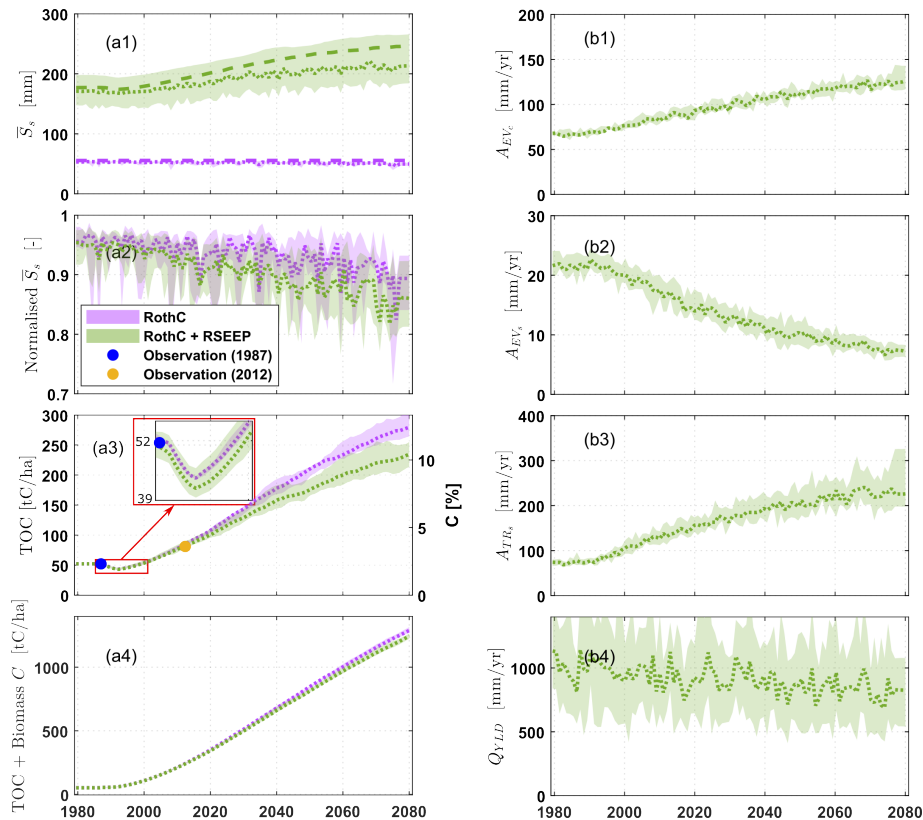 300
200
100
0
S̅s [mm]
(a1)
1
0.9
0.8
0.7
Normalised S̅s [-]
(a2)
RothC
RothC + RSEEP
Observation (1987)
Observation (2012)
300
250
200
150
100
50
0
TOC [tC/ha]
(a3)
52
39
10
5
0
C [%]
1000
500
0
TOC + Biomass C [tC/ha]
(a4)
1980 2000 2020 2040 2060 2080
200
150
100
50
0
A_EVc [mm/yr]
(b1)
30
20
10
0
A_EVs [mm/yr]
(b2)
400
300
200
100
0
A_TRs [mm/yr]
(b3)
1000
500
0
Q_YLD [mm/yr]
(b4)
1980 2000 2020 2040 2060 2080